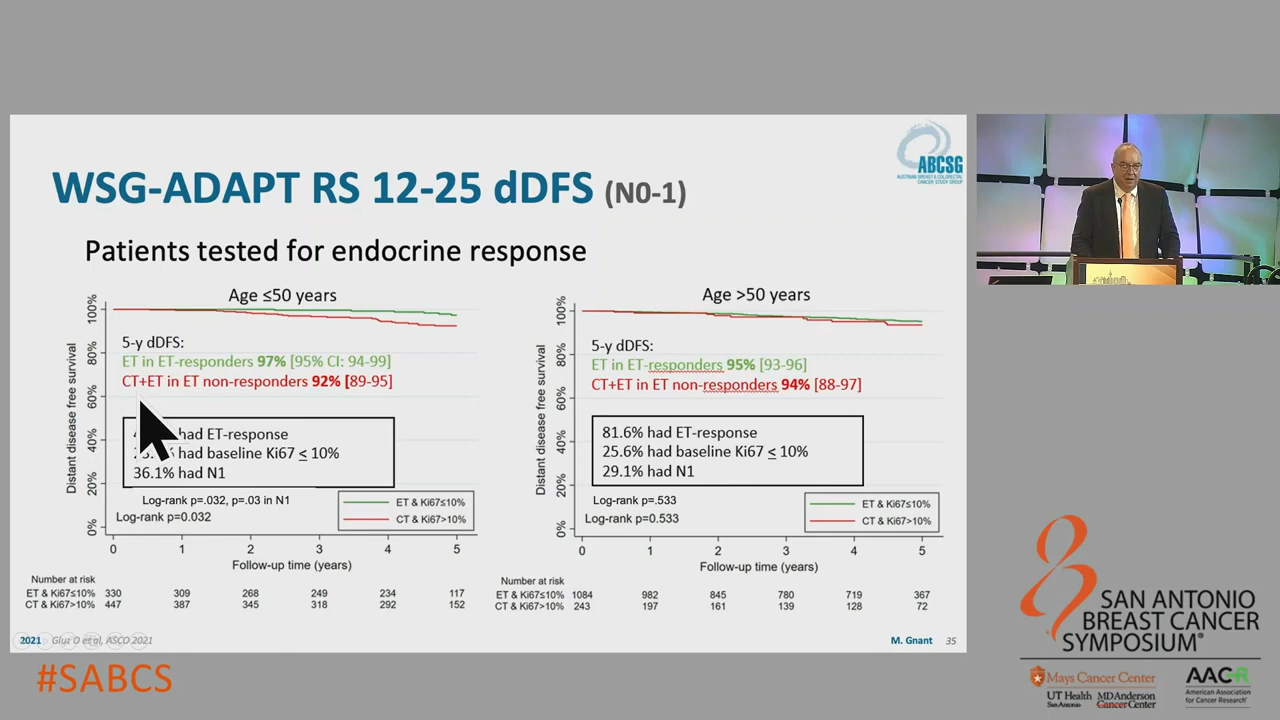 ABCSG
AUSTRIAN BREAST & COLORECTAL
CANCER STUDY GROUP
WSG-ADAPT RS 12-25 dDFS (N0-1)
Patients tested for endocrine response
Age ≤50 years
Distant disease free survival
100%
80%
60%
40%
20%
0%
5-y dDFS:
ET in ET-responders 97% [95% CI: 94-99]
CT+ET in ET non-responders 92% [89-95]
had ET-response
had baseline Ki67 ≤ 10%
36.1% had N1
Log-rank p=.032, p=.03 in N1
Log-rank p=0.032
ET & Ki67≤10%
CT & Ki67>10%
0 1 2 3 4 5
Follow-up time (years)
Number at risk
ET & Ki67≤10% 330 309 268 249 234 117
CT & Ki67>10% 447 387 345 318 292 152
Age >50 years
Distant disease free survival
100%
80%
60%
40%
20%
0%
5-y dDFS:
ET in ET-responders 95% [93-96]
CT+ET in ET non-responders 94% [88-97]
81.6% had ET-response
25.6% had baseline Ki67 ≤ 10%
29.1% had N1
Log-rank p=.533
Log-rank p=0.533
ET & Ki67≤10%
CT & Ki67>10%
0 1 2 3 4 5
Follow-up time (years)
Number at risk
ET & Ki67≤10% 1084 982 845 780 719 367
CT & Ki67>10% 243 197 161 139 128 72
2021 Gluz O et al, ASCO 2021
M. Gnant 35
#SABCS
SAN ANTONIO
BREAST CANCER
SYMPOSIUM®
Mays Cancer Center
UT Health
San Antonio
MD Anderson
Cancer Center
AACR
American Association
for Cancer Research®